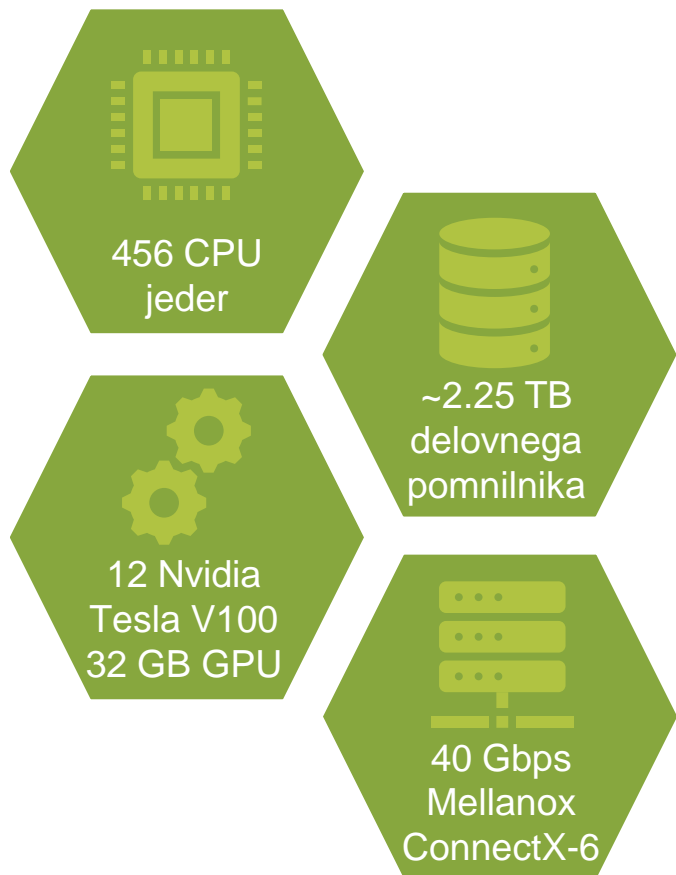 456 CPU
jeder
~2.25 TB
delovnega
pomnilnika
12 Nvidia
Tesla V100
32 GB GPU
40 Gbps
Mellanox
ConnectX-6